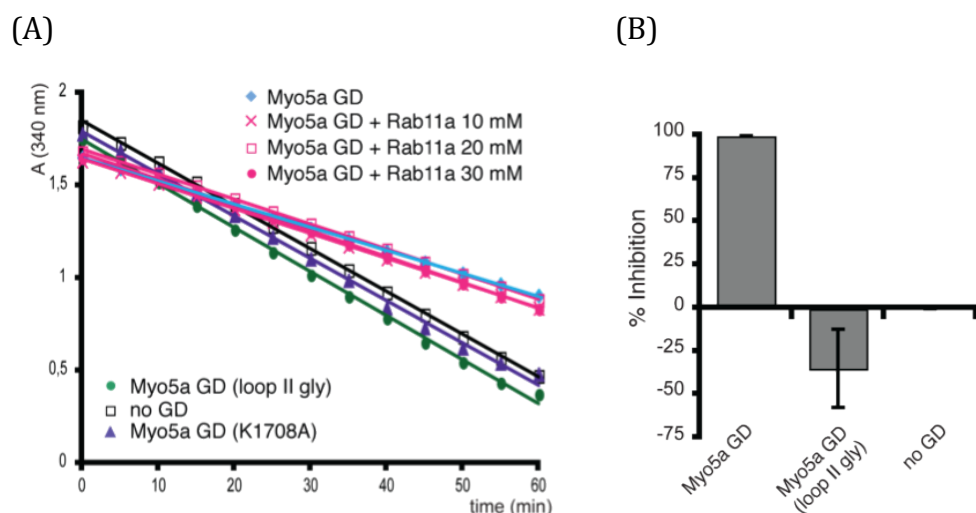 (A)
(B)
A (340 nm)
2
1,5
1
0,5
0
0
10
20
30
40
50
60
time (min)
Myo5a GD
Myo5a GD + Rab11a 10 mM
Myo5a GD + Rab11a 20 mM
Myo5a GD + Rab11a 30 mM
Myo5a GD (loop II gly)
no GD
Myo5a GD (K1708A)
% Inhibition
100
75
50
25
0
-25
-50
-75
Myo5a GD
Myo5a GD
(loop II gly)
no GD